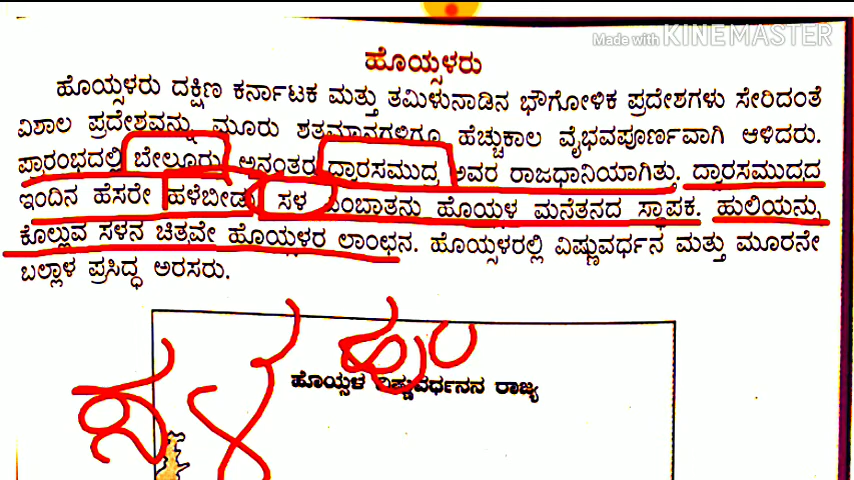 Made with KINEMASTER
ಹೊಯ್ಸಳರು
ಹೊಯ್ಸಳರು ದಕ್ಷಿಣ ಕರ್ನಾಟಕ ಮತ್ತು ತಮಿಳುನಾಡಿನ ಭೌಗೋಳಿಕ ಪ್ರದೇಶಗಳು ಸೇರಿದಂತೆ
ವಿಶಾಲ ಪ್ರದೇಶವನ್ನು ಮೂರು ಶತಮಾನಗಳಿಗೂ ಹೆಚ್ಚುಕಾಲ ವೈಭವಪೂರ್ಣವಾಗಿ ಆಳಿದರು.
ಪ್ರಾರಂಭದಲ್ಲಿ ಬೇಲೂರು ಅನಂತರ ದ್ವಾರಸಮುದ್ರ ಅವರ ರಾಜಧಾನಿಯಾಗಿತ್ತು. ದ್ವಾರಸಮುದ್ರದ
ಇಂದಿನ ಹೆಸರೇ ಹಳೆಬೀಡು. ಸಳ ಎಂಬಾತನು ಹೊಯ್ಸಳ ಮನೆತನದ ಸ್ಥಾಪಕ. ಹುಲಿಯನ್ನು
ಕೊಲ್ಲುವ ಸಳನ ಚಿತ್ರವೇ ಹೊಯ್ಸಳರ ಲಾಂಛನ. ಹೊಯ್ಸಳರಲ್ಲಿ ವಿಷ್ಣುವರ್ಧನ ಮತ್ತು ಮೂರನೇ
ಬಲ್ಲಾಳ ಪ್ರಸಿದ್ಧ ಅರಸರು.
ಹೊಯ್ಸಳ ವಿಷ್ಣುವರ್ಧನನ ರಾಜ್ಯ
ಸಳ